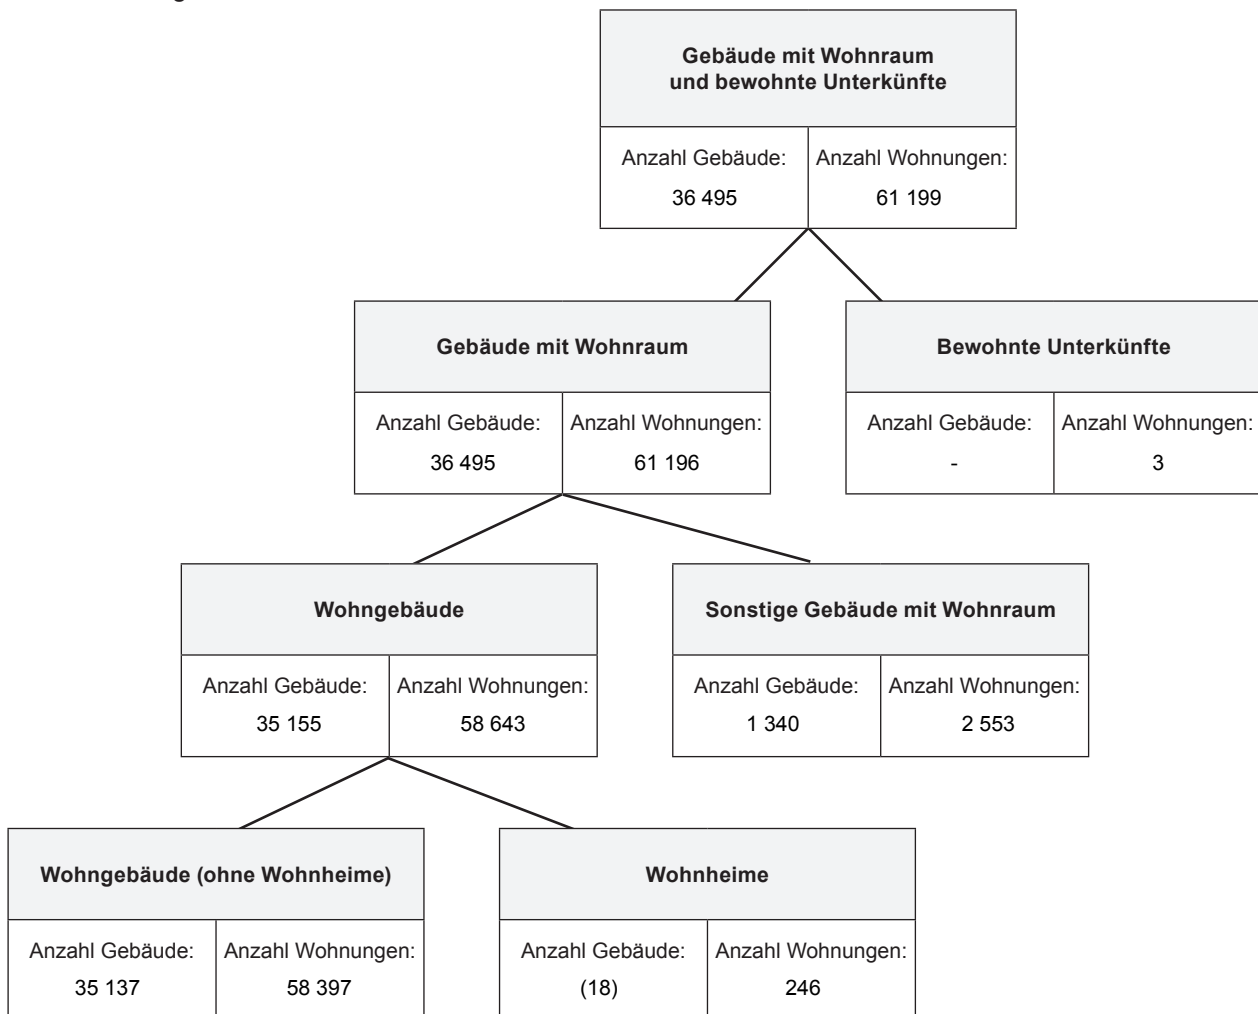 Gebäude mit Wohnraum
und bewohnte Unterkünfte
Anzahl Gebäude: Anzahl Wohnungen:
36 495 61 199
Gebäude mit Wohnraum Bewohnte Unterkünfte
Anzahl Gebäude: Anzahl Wohnungen: Anzahl Gebäude: Anzahl Wohnungen:
36 495 61 196 - 3
Wohngebäude Sonstige Gebäude mit Wohnraum
Anzahl Gebäude: Anzahl Wohnungen: Anzahl Gebäude: Anzahl Wohnungen:
35 155 58 643 1 340 2 553
Wohngebäude (ohne Wohnheime) Wohnheime
Anzahl Gebäude: Anzahl Wohnungen: Anzahl Gebäude: Anzahl Wohnungen:
35 137 58 397 (18) 246